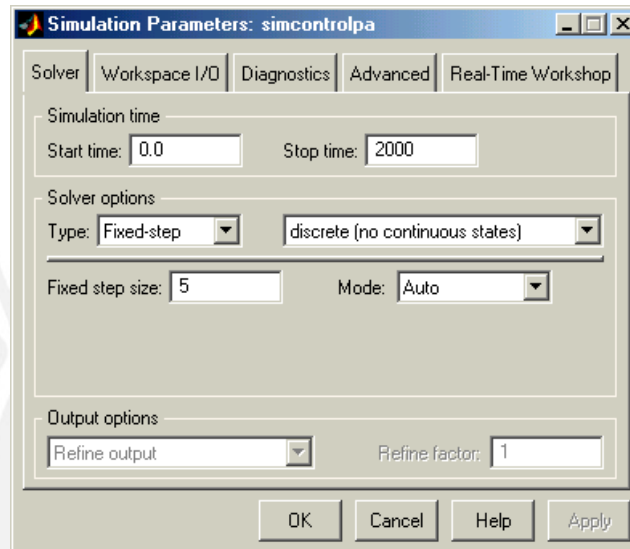 Simulation Parameters: simcontrolpa
Solver Workspace I/O Diagnostics Advanced Real-Time Workshop
Simulation time
Start time: 0.0 Stop time: 2000
Solver options
Type: Fixed-step discrete (no continuous states)
Fixed step size: 5 Mode: Auto
Output options
Refine output Refine factor: 1
OK Cancel Help Apply